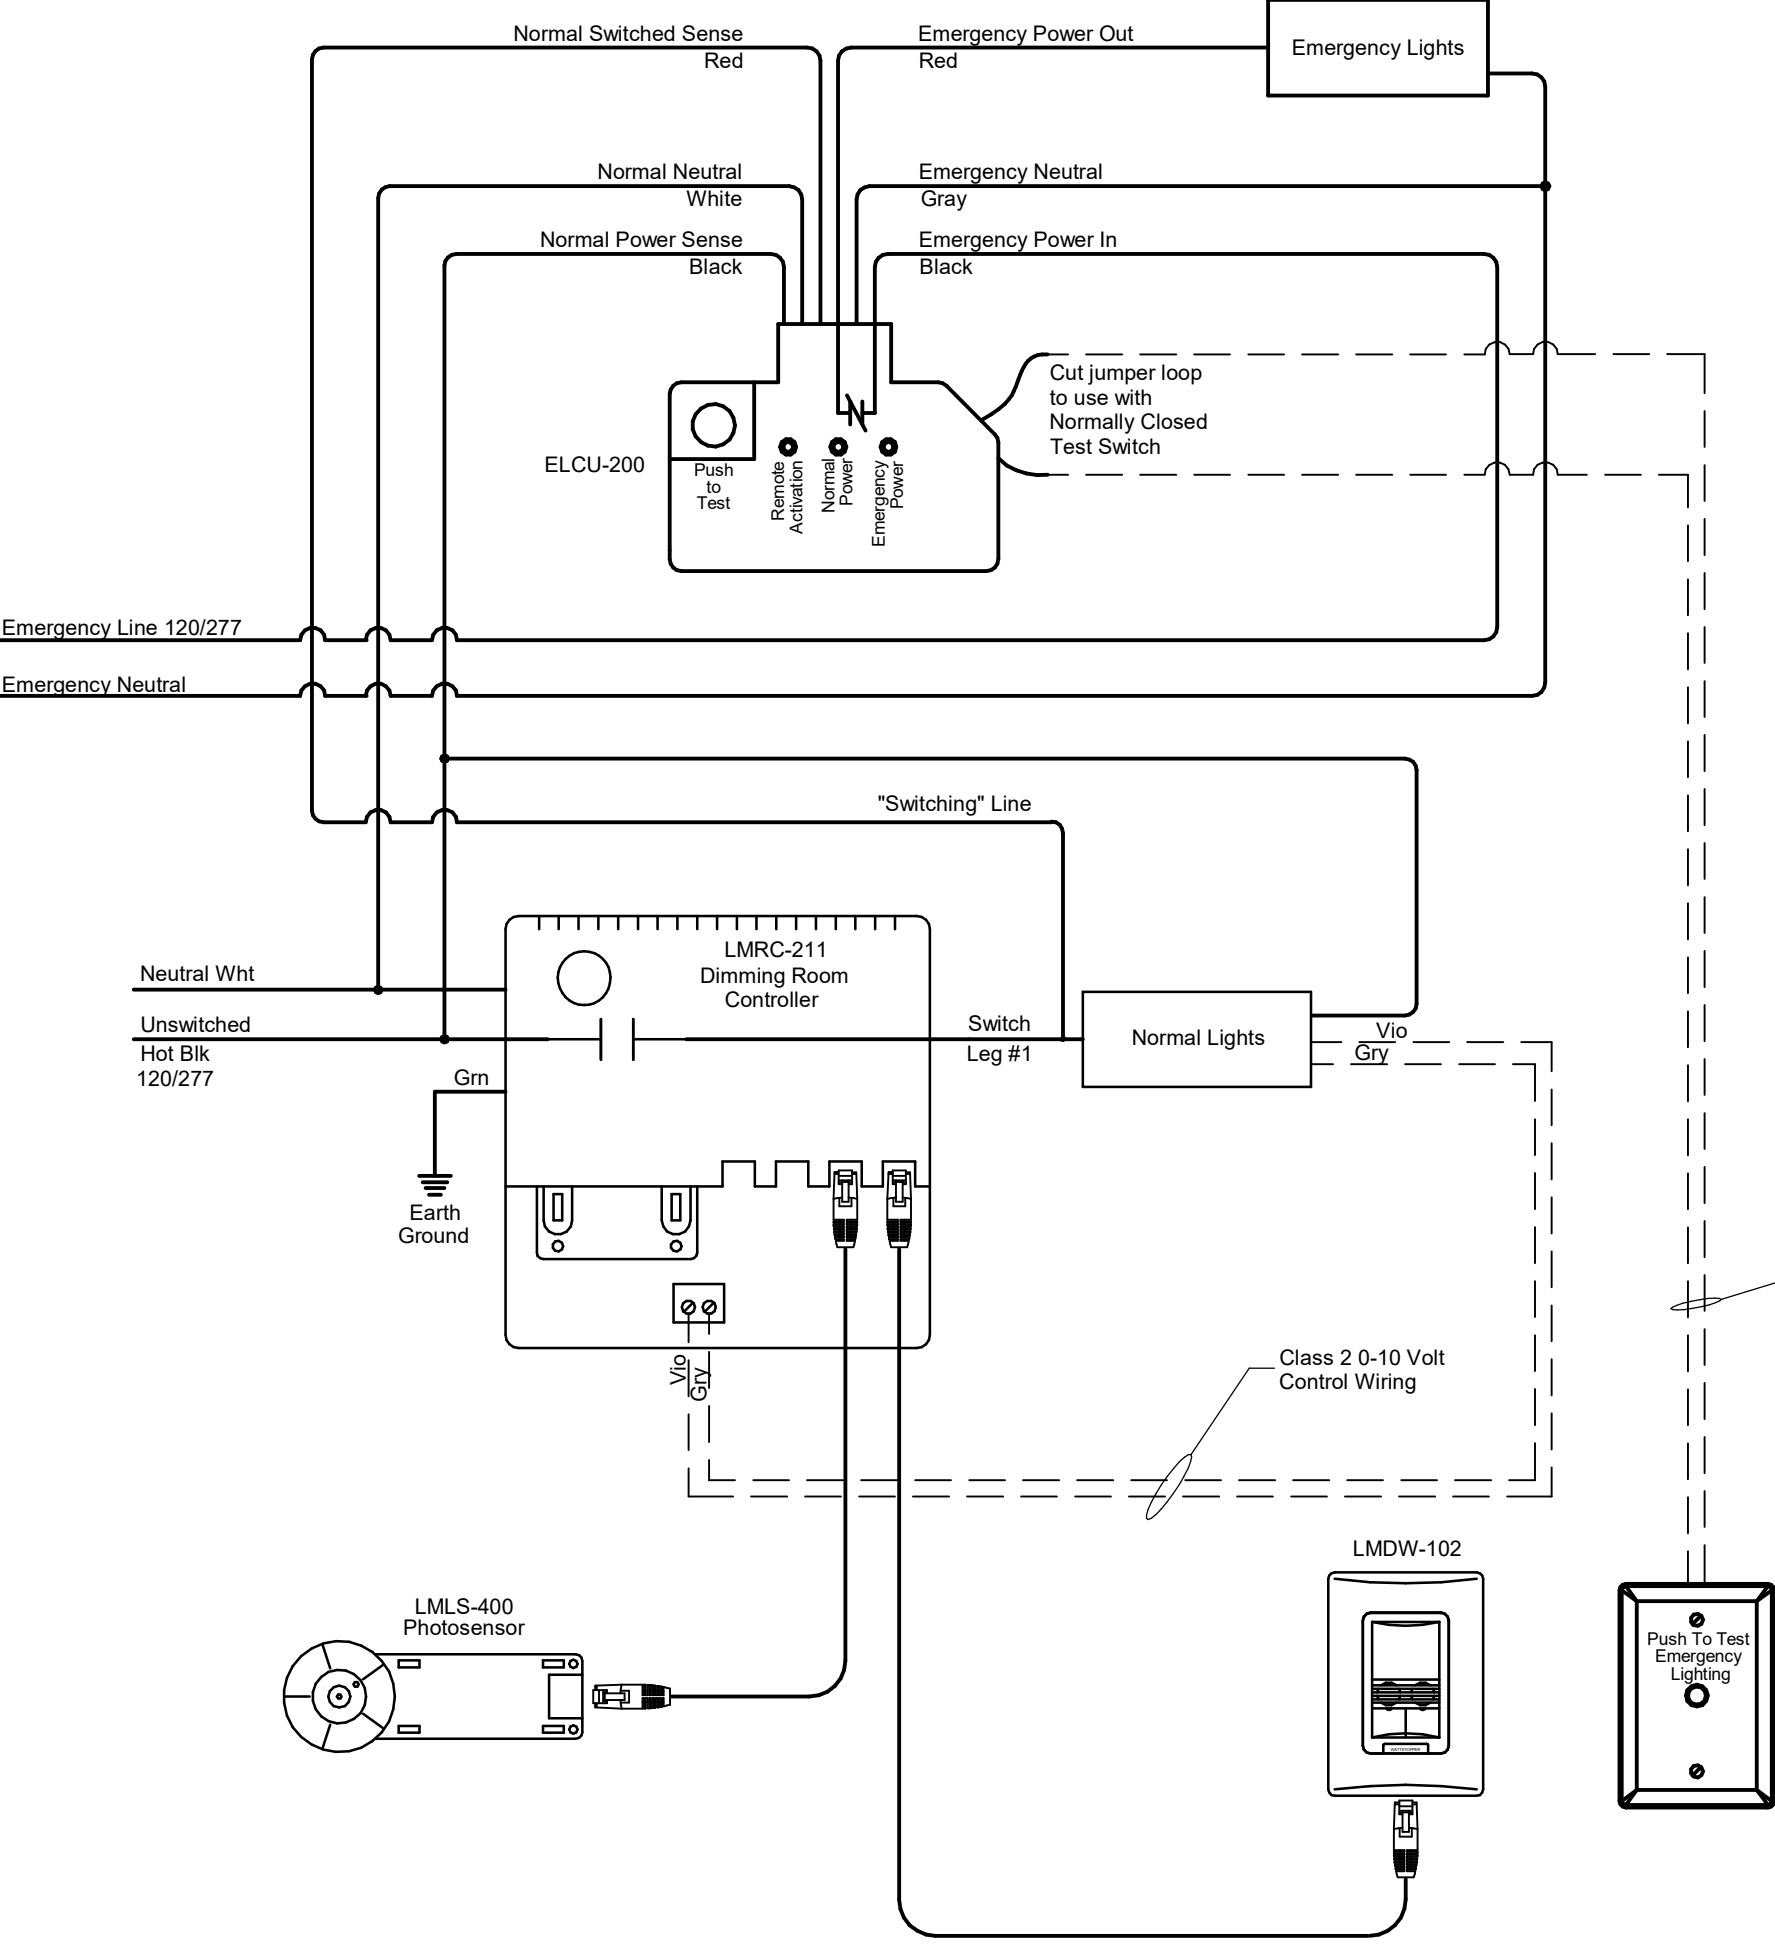 Normal Switched Sense
Red
Emergency Power Out
Red
Emergency Lights
Normal Neutral
White
Emergency Neutral
Gray
Normal Power Sense
Black
Emergency Power In
Black
Cut jumper loop
to use with
Normally Closed
Test Switch
ELCU-200
Push
to
Test
Remote
Activation
Normal
Power
Emergency
Power
Emergency Line 120/277
Emergency Neutral
"Switching" Line
LMRC-211
Dimming Room
Controller
Neutral Wht
Unswitched
Hot Blk
120/277
Switch
Leg #1
Normal Lights
Vio
Gry
Grn
Earth
Ground
Vio
Gry
Class 2 0-10 Volt
Control Wiring
LMDW-102
WATTSTOPPER
LMLS-400
Photosensor
Push To Test
Emergency
Lighting